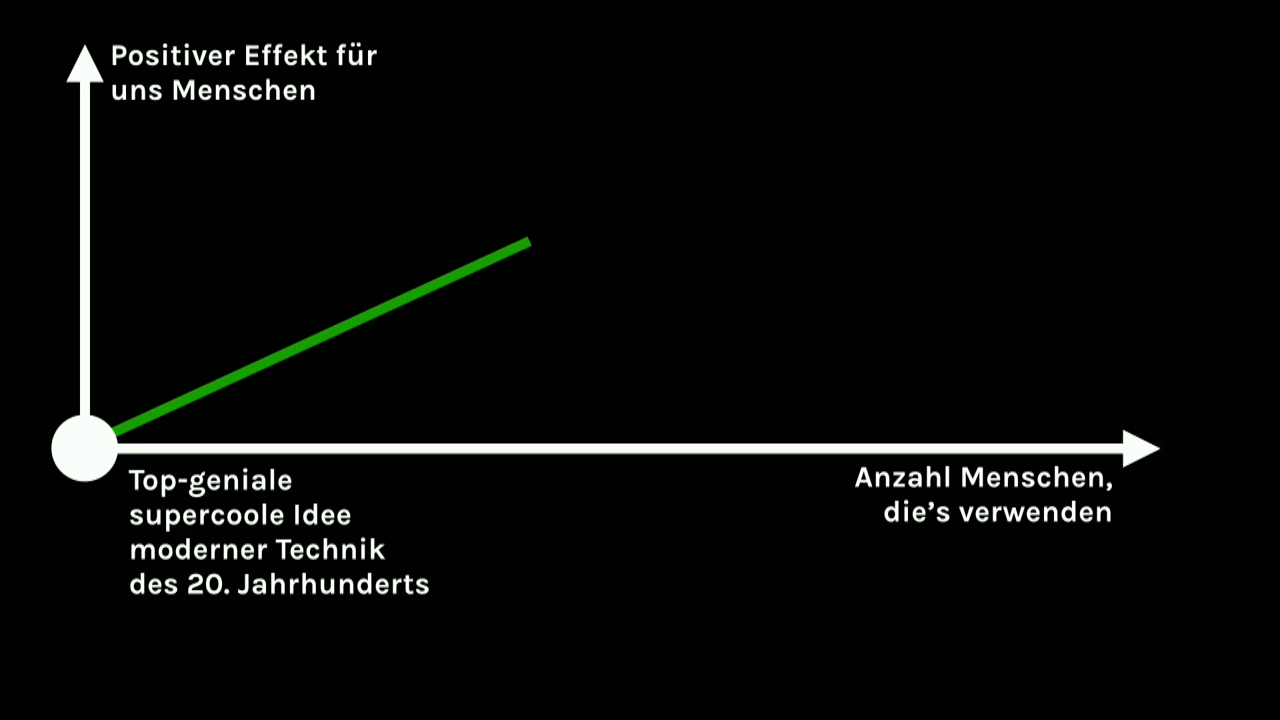 Positiver Effekt für
uns Menschen
Top-geniale
supercoole Idee
moderner Technik
des 20. Jahrhunderts
Anzahl Menschen,
die’s verwenden